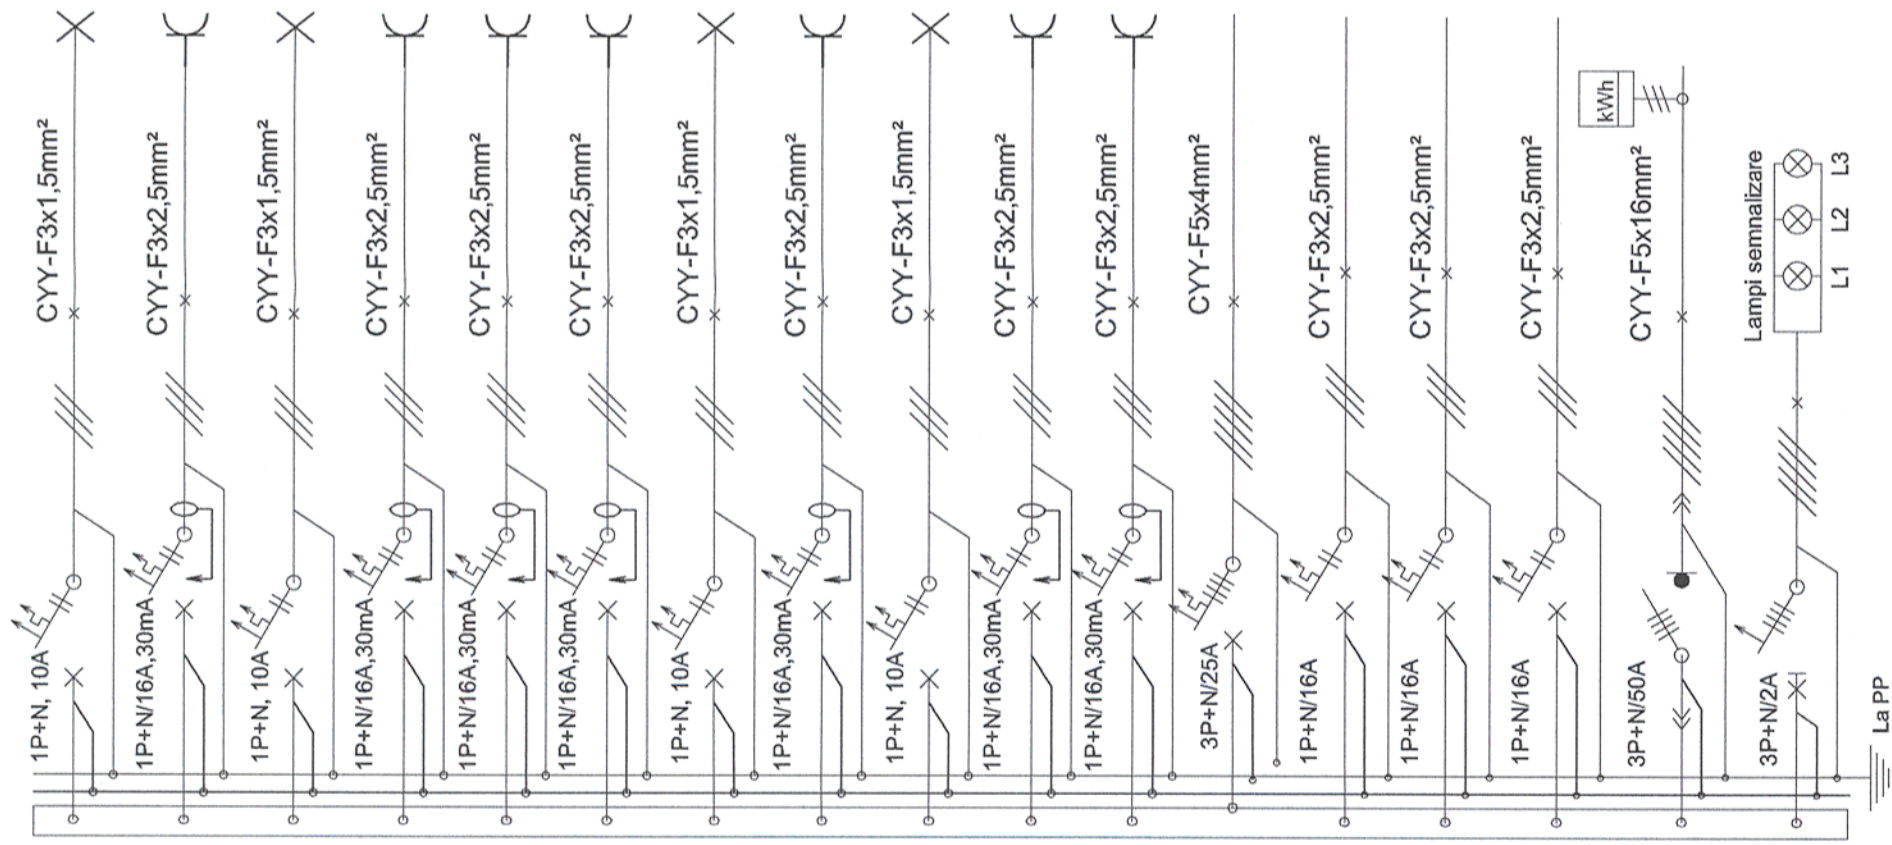 CYY-F3x1,5mm²
CYY-F3x2,5mm²
CYY-F3x1,5mm²
CYY-F3x2,5mm²
CYY-F3x2,5mm²
CYY-F3x2,5mm²
CYY-F3x1,5mm²
CYY-F3x2,5mm²
CYY-F3x1,5mm²
CYY-F3x2,5mm²
CYY-F3x2,5mm²
CYY-F5x4mm²
CYY-F3x2,5mm²
CYY-F3x2,5mm²
CYY-F3x2,5mm²
CYY-F5x16mm²
kWh
Lampi semnalizare
L1
L2
L3
1P+N, 10A
1P+N/16A,30mA
1P+N, 10A
1P+N/16A,30mA
1P+N/16A,30mA
1P+N/16A,30mA
1P+N, 10A
1P+N/16A,30mA
1P+N, 10A
1P+N/16A,30mA
1P+N/16A,30mA
3P+N/25A
1P+N/16A
1P+N/16A
1P+N/16A
3P+N/50A
3P+N/2A
La PP